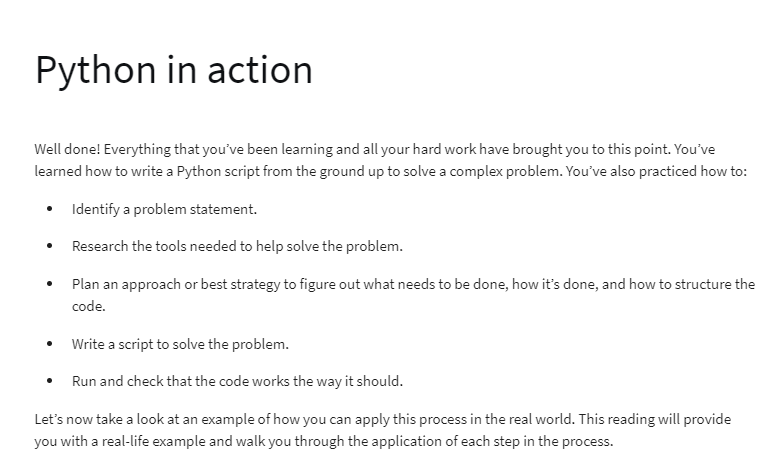 Python in action
Well done! Everything that you've been learning and all your hard work have brought you to this point. You've
learned how to write a Python script from the ground up to solve a complex problem. You've also practiced how to:
• Identify a problem statement.
• Research the tools needed to help solve the problem.
• Plan an approach or best strategy to figure out what needs to be done, how it's done, and how to structure the
code.
• Write a script to solve the problem.
• Run and check that the code works the way it should.
Let's now take a look at an example of how you can apply this process in the real world. This reading will provide
you with a real-life example and walk you through the application of each step in the process.